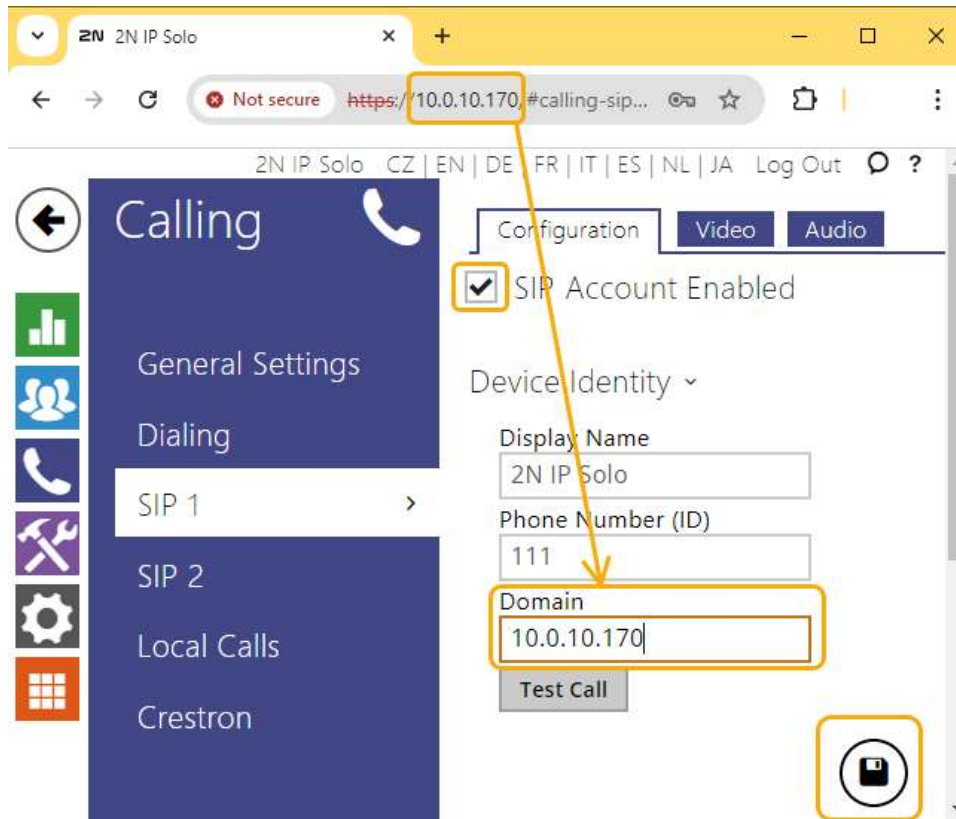 2N 2N IP Solo
Not secure https://10.0.10.170/#calling-sip...
2N IP Solo CZ | EN | DE | FR | IT | ES | NL | JA Log Out ?
Calling
Configuration Video Audio
SIP Account Enabled
General Settings
Dialing
SIP 1
SIP 2
Local Calls
Crestron
Device Identity
Display Name
2N IP Solo
Phone Number (ID)
111
Domain
10.0.10.170
Test Call